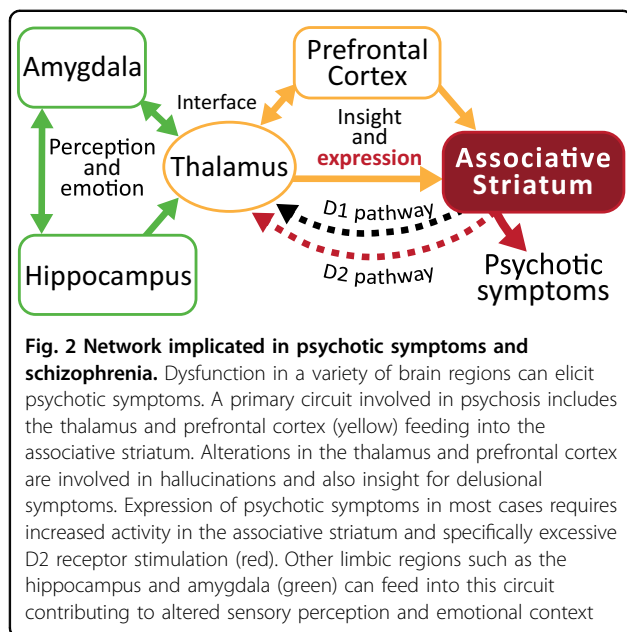 Amygdala
Prefrontal
Cortex
Interface
Perception
and
emotion
Thalamus
Insight
and
expression
Associative
Striatum
D1 pathway
D2 pathway
Hippocampus
Psychotic
symptoms
Fig. 2 Network implicated in psychotic symptoms and
schizophrenia. Dysfunction in a variety of brain regions can elicit
psychotic symptoms. A primary circuit involved in psychosis includes
the thalamus and prefrontal cortex (yellow) feeding into the
associative striatum. Alterations in the thalamus and prefrontal cortex
are involved in hallucinations and also insight for delusional
symptoms. Expression of psychotic symptoms in most cases requires
increased activity in the associative striatum and specifically excessive
D2 receptor stimulation (red). Other limbic regions such as the
hippocampus and amygdala (green) can feed into this circuit
contributing to altered sensory perception and emotional context